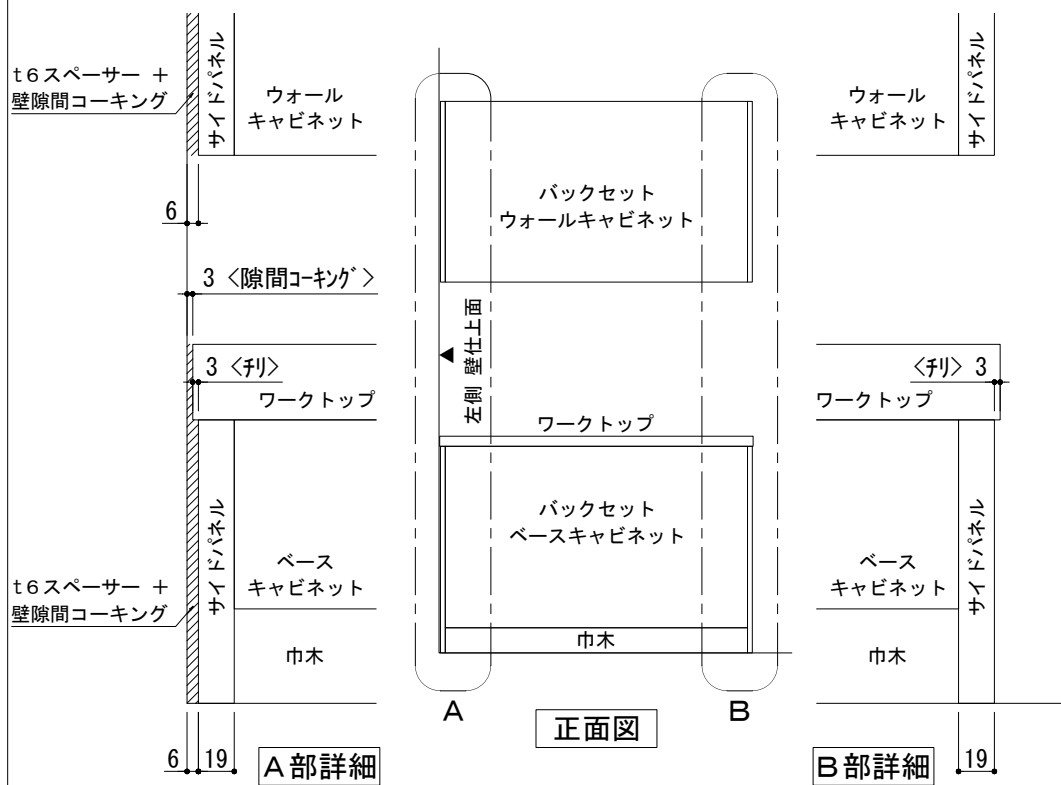 t6スペーサー ＋
壁隙間コーキング
サイドパネル
ウォール
キャビネット
6
3 <隙間コーキング>
3 <チリ>
ワークトップ
サイドパネル
ベース
キャビネット
t6スペーサー ＋
壁隙間コーキング
巾木
6
19
A部詳細
バックセット
ウォールキャビネット
左側 壁仕上面
ワークトップ
バックセット
ベースキャビネット
巾木
A
B
正面図
ウォール
キャビネット
サイドパネル
<チリ> 3
ワークトップ
ベース
キャビネット
サイドパネル
巾木
B部詳細
19